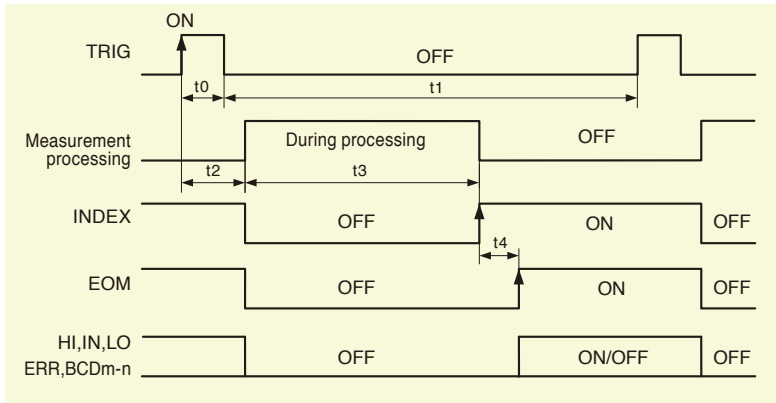 ON
TRIG
OFF
t0
t1
Measurement
processing
During processing
OFF
t2
t3
INDEX
OFF
ON
OFF
t4
EOM
OFF
ON
OFF
HI,IN,LO
ERR,BCDm-n
OFF
ON/OFF
OFF